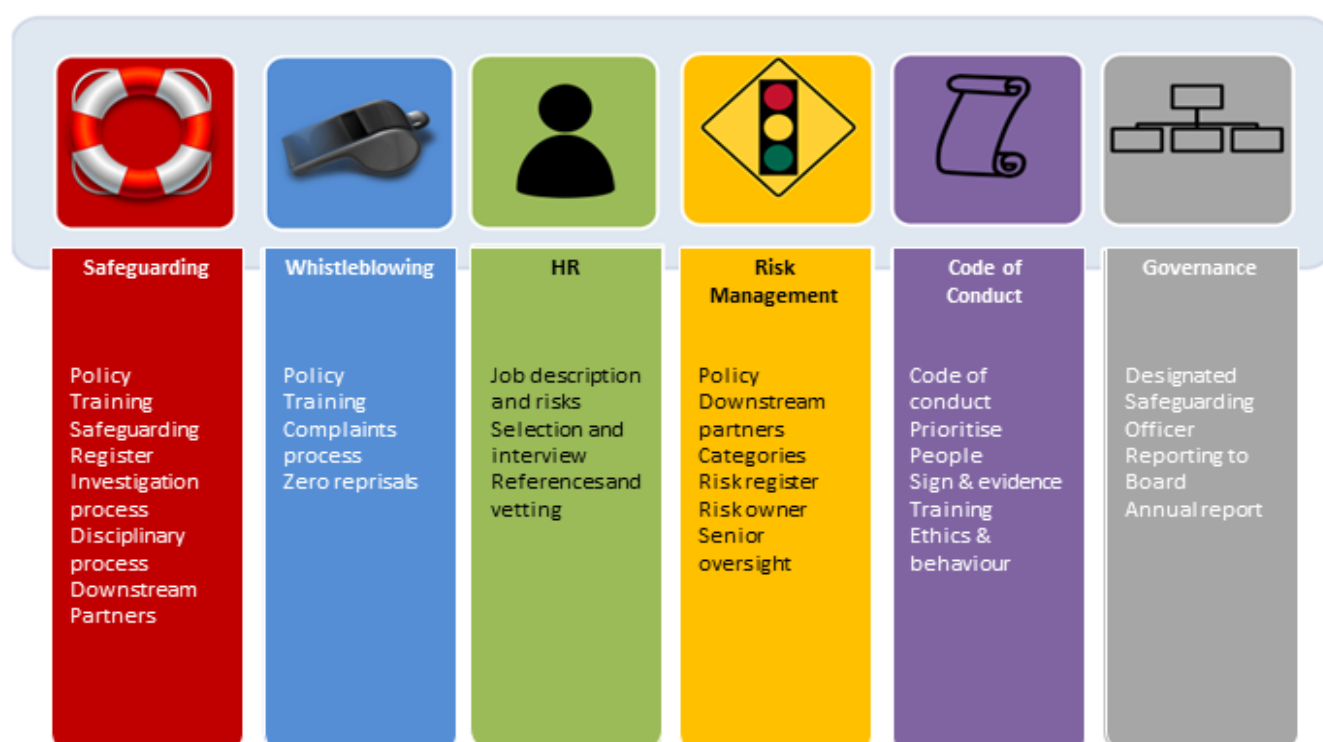 Safeguarding
Policy
Training
Safeguarding
Register
Investigation
process
Disciplinary
process
Downstream
Partners
Whistleblowing
Policy
Training
Complaints
process
Zero reprisals
HR
Job description
and risks
Selection and
interview
References and
vetting
Risk
Management
Policy
Downstream
partners
Categories
Risk register
Risk owner
Senior
oversight
Code of
Conduct
Code of
conduct
Prioritise
People
Sign & evidence
Training
Ethics &
behaviour
Governance
Designated
Safeguarding
Officer
Reporting to
Board
Annual report